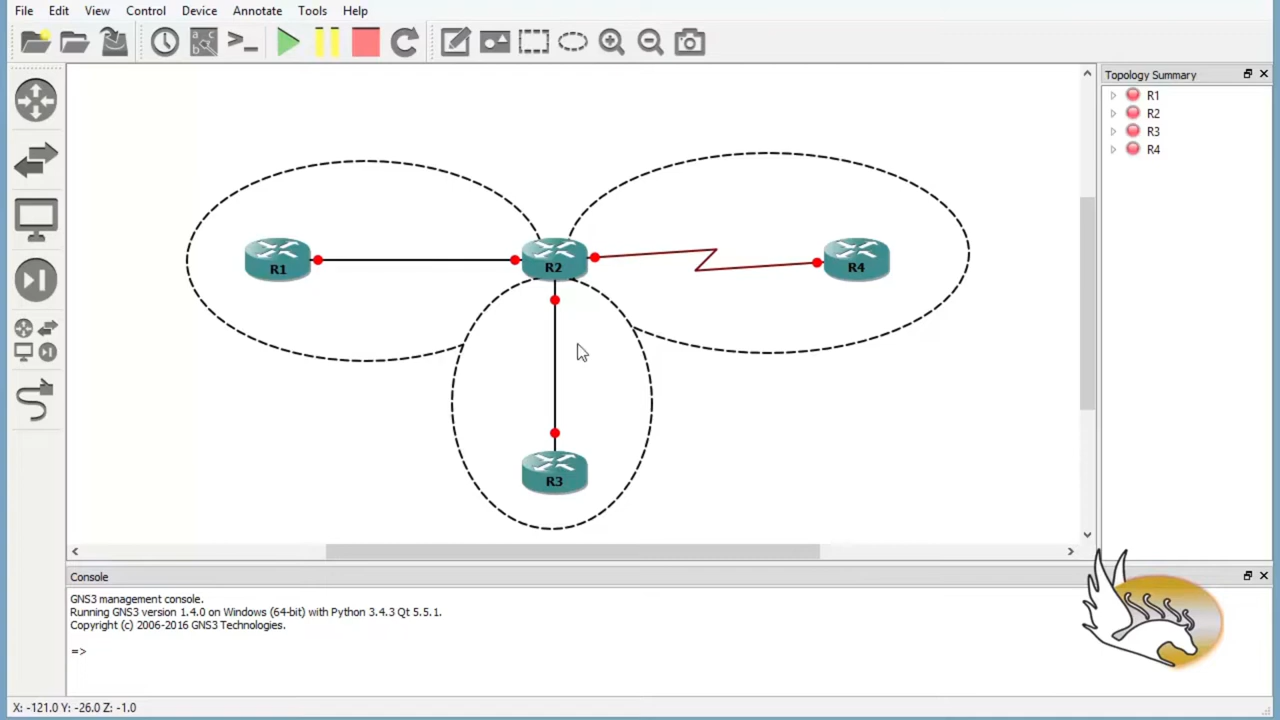 File Edit View Control Device Annotate Tools Help
Topology Summary
R1
R2
R3
R4
R1
R2
R4
R3
Console
GNS3 management console.
Running GNS3 version 1.4.0 on Windows (64-bit) with Python 3.4.3 Qt 5.5.1.
Copyright (c) 2006-2016 GNS3 Technologies.
=>
X: -121.0 Y: -26.0 Z: -1.0